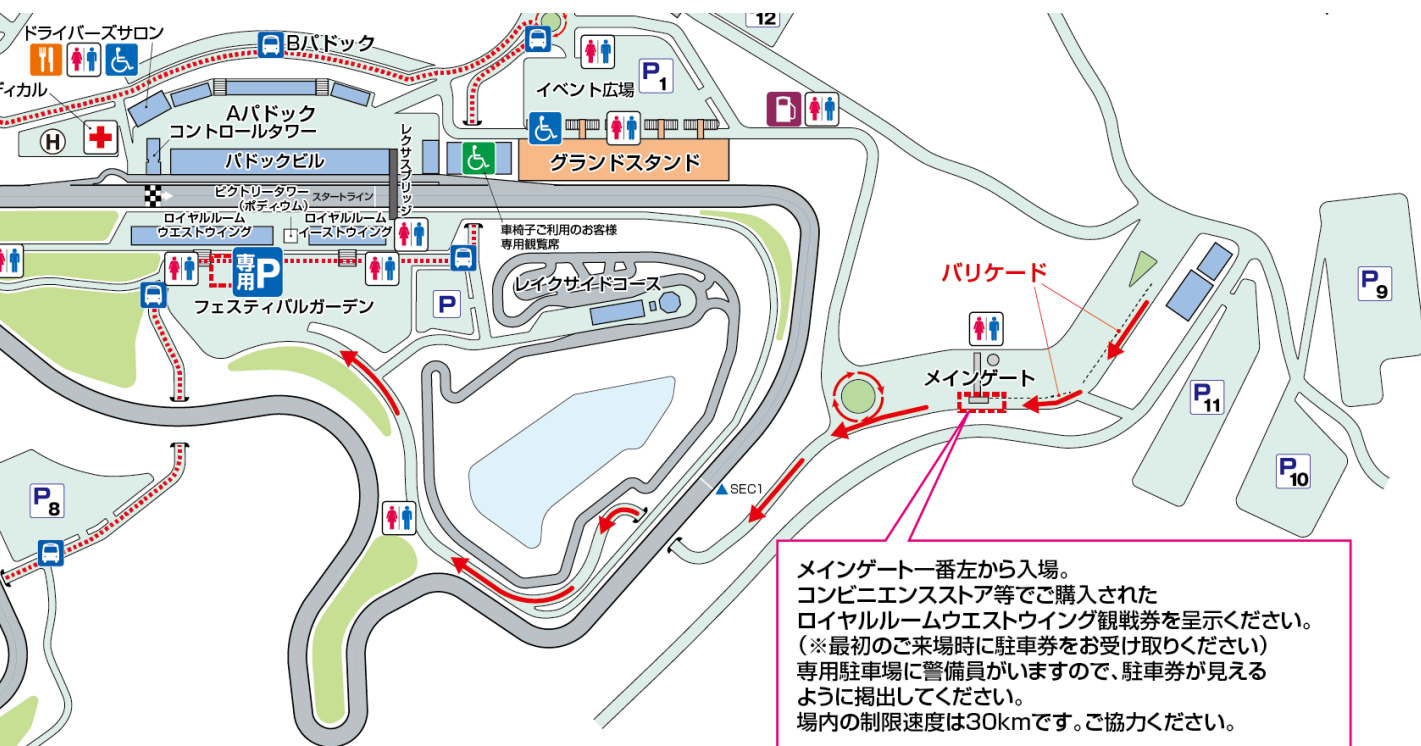 12
ドライバーズサロン
Bパドック
イベント広場
P1
ディカル
Aパドック
コントロールタワー
H
パドックビル
レクサスブリッジ
グランドスタンド
ビクトリータワー
(ポディウム)
スタートライン
ロイヤルルーム
ウエストウイング
ロイヤルルーム
イーストウイング
車椅子ご利用のお客様
専用観覧席
専用P
フェスティバルガーデン
P
レイクサイドコース
バリケード
P9
メインゲート
P11
P10
P8
▲SEC1
メインゲート一番左から入場。
コンビニエンスストア等でご購入された
ロイヤルルームウエストウイング観戦券を呈示ください。
(※最初のご来場時に駐車券をお受け取りください)
専用駐車場に警備員がいますので、駐車券が見える
ように掲出してください。
場内の制限速度は30kmです。ご協力ください。